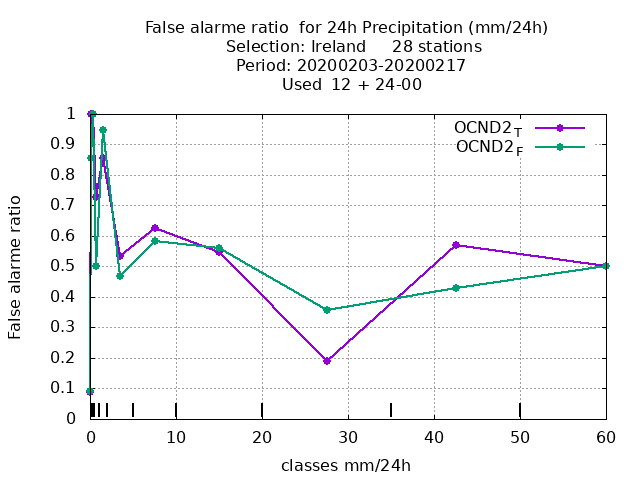 False alarme ratio  for 24h Precipitation (mm/24h)
Selection: Ireland     28 stations
Period: 20200203-20200217
Used  12 + 24-00
OCND2T
OCND2F
1
0.9
0.8
0.7
0.6
0.5
0.4
0.3
0.2
0.1
0
False alarme ratio
0 10 20 30 40 50 60
classes mm/24h